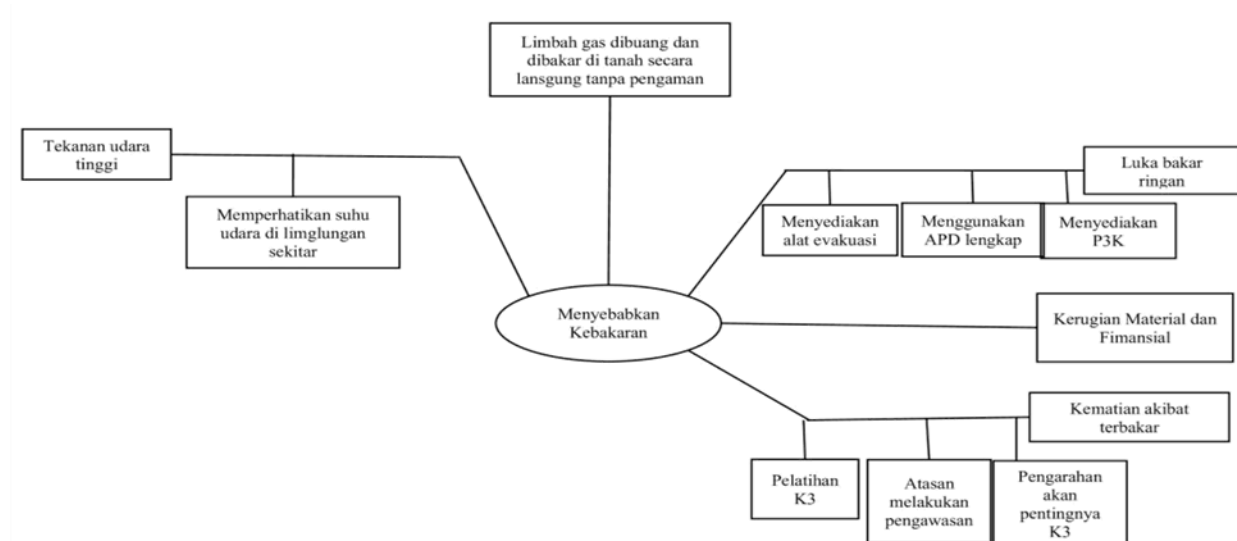 Limbah gas dibuang dan
dibakar di tanah secara
lansgung tanpa pengaman
Tekanan udara
tinggi
Memperhatikan suhu
udara di limglungan
sekitar
Luka bakar
ringan
Menyediakan
alat evakuasi
Menggunakan
APD lengkap
Menyediakan
P3K
Menyebabkan
Kebakaran
Kerugian Material dan
Fimansial
Kematian akibat
terbakar
Pelatihan
K3
Atasan
melakukan
pengawasan
Pengarahan
akan
pentingnya
K3